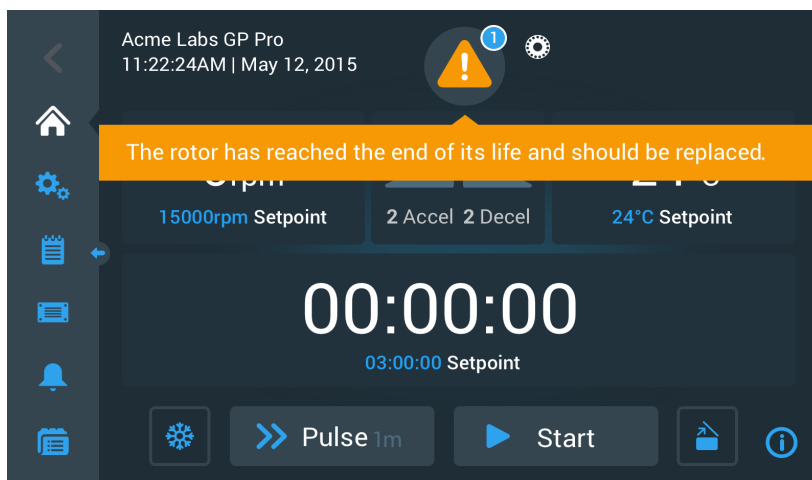 Acme Labs GP Pro
1
11:22:24AM | May 12, 2015
The rotor has reached the end of its life and should be replaced.
15000rpm Setpoint
2 Accel 2 Decel
24°C Setpoint
00:00:00
03:00:00 Setpoint
Pulse 1m
Start